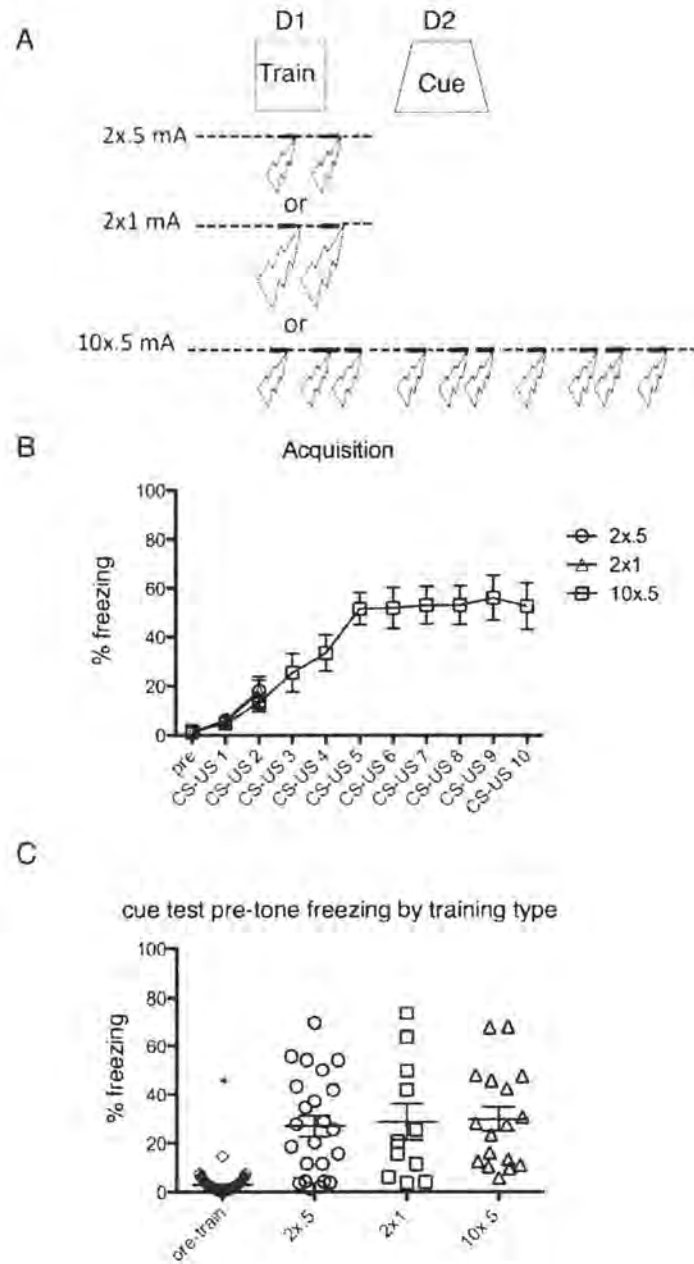 A
D1
D2
Train
Cue
2x.5 mA
or
2x1 mA
or
10x.5 mA
B
Acquisition
% freezing
100
80
60
40
20
0
pre
CS-US 1
CS-US 2
CS-US 3
CS-US 4
CS-US 5
CS-US 6
CS-US 7
CS-US 8
CS-US 9
CS-US 10
2x.5
2x1
10x.5
C
cue test pre-tone freezing by training type
% freezing
100
80
60
40
20
0
pre-train
2x.5
2x1
10x.5